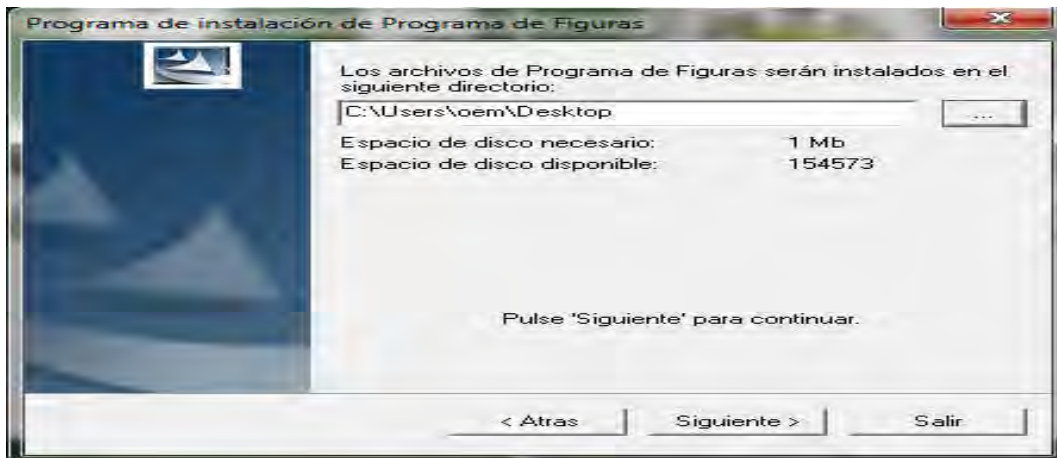 Programa de instalación de Programa de Figuras
Los archivos de Programa de Figuras serán instalados en el
siguiente directorio:
C:\Users\oem\Desktop
...
Espacio de disco necesario: 1 Mb
Espacio de disco disponible: 154573
Pulse 'Siguiente' para continuar.
< Atras Siguiente > Salir